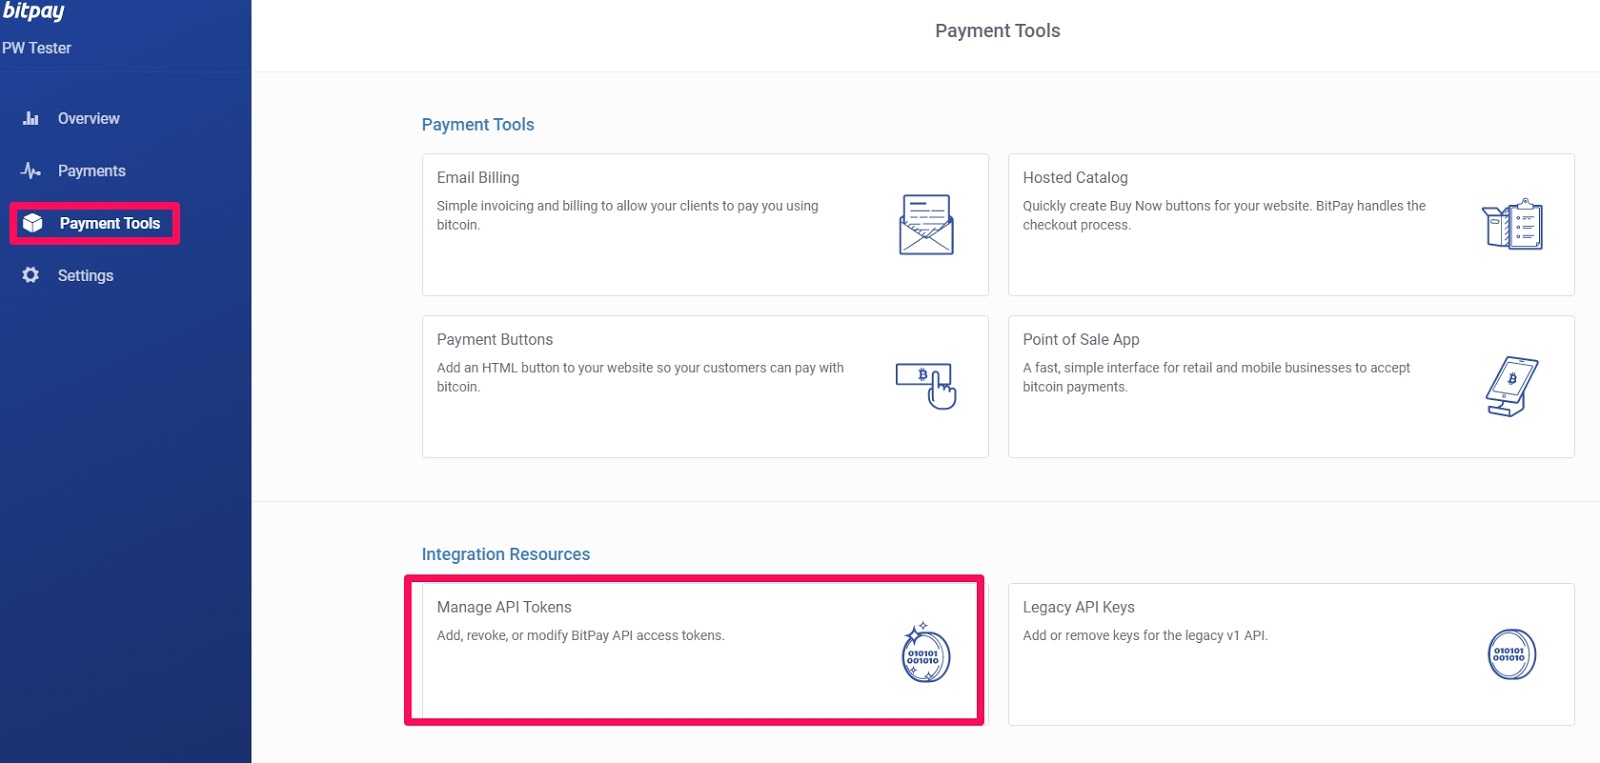 bitpay
PW Tester
Overview
Payments
Payment Tools
Settings
Payment Tools
Payment Tools
Email Billing
Simple invoicing and billing to allow your clients to pay you using
bitcoin.
Hosted Catalog
Quickly create Buy Now buttons for your website. BitPay handles the
checkout process.
Payment Buttons
Add an HTML button to your website so your customers can pay with
bitcoin.
Point of Sale App
A fast, simple interface for retail and mobile businesses to accept
bitcoin payments.
Integration Resources
Manage API Tokens
Add, revoke, or modify BitPay API access tokens.
010101
001010
Legacy API Keys
Add or remove keys for the legacy v1 API.
010101
001010